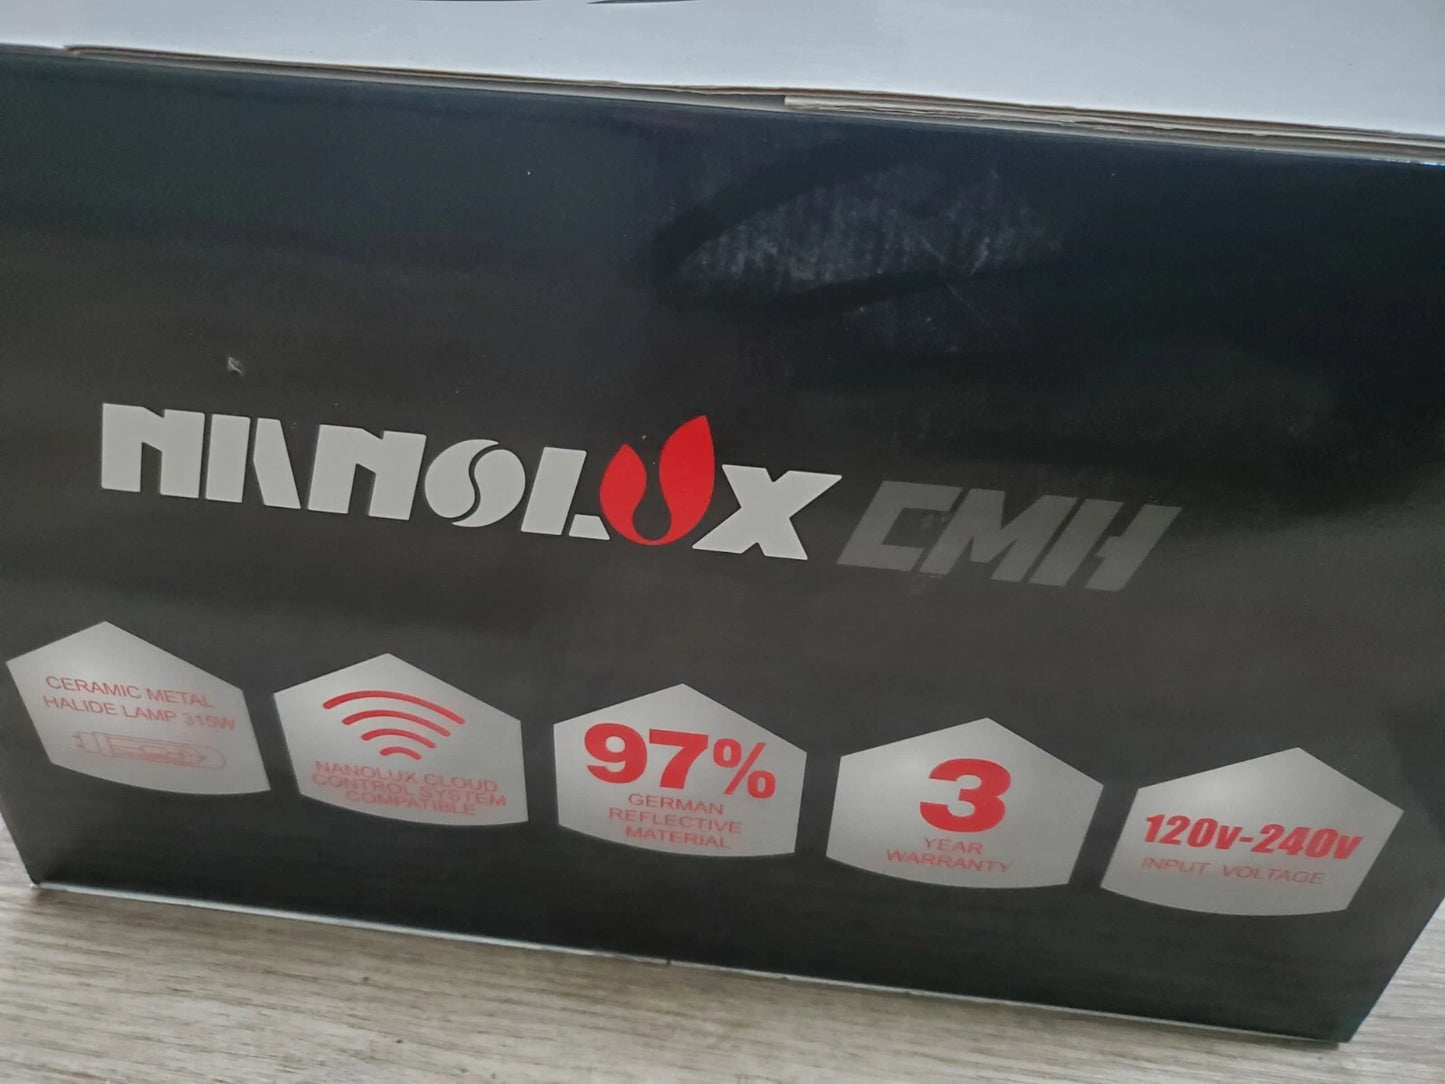 NANOLUX CMH
CERAMIC METAL
HALIDE LAMP 315W
NANOLUX CLOUD
CONTROL SYSTEM
COMPATIBLE
97%
GERMAN
REFLECTIVE
MATERIAL
3
YEAR
WARRANTY
120v-240v
INPUT VOLTAGE